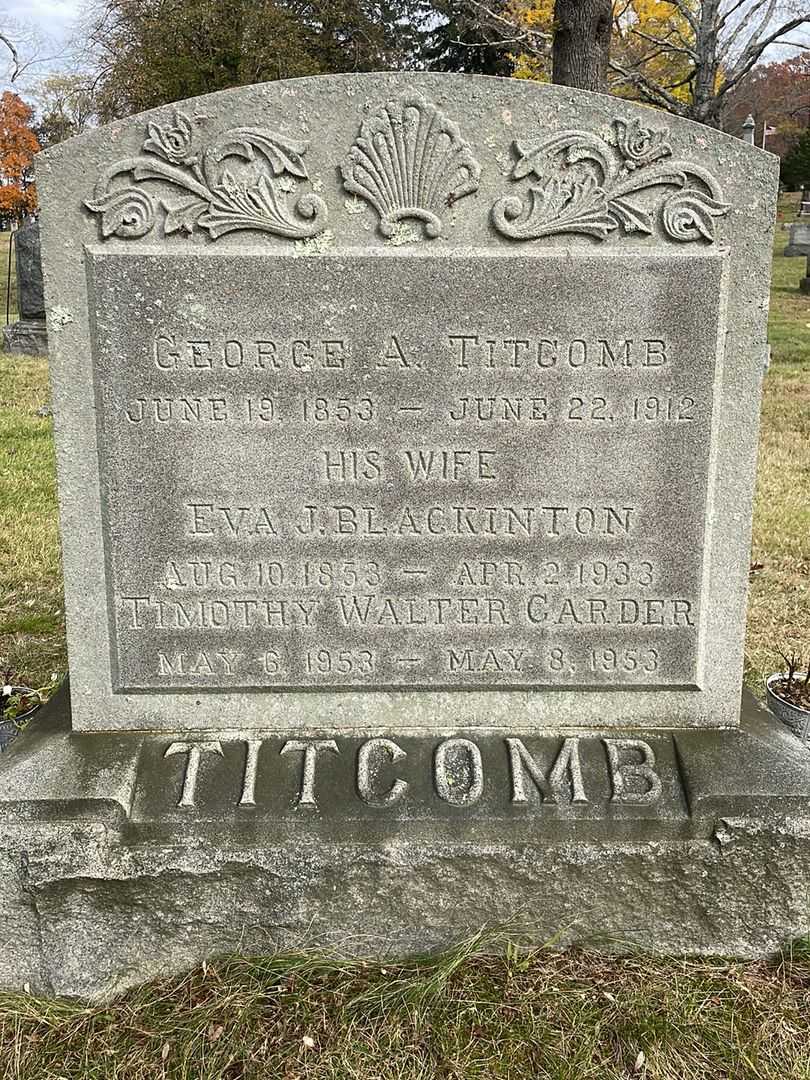 GEORGE A. TITCOMB
JUNE 19, 1853 — JUNE 22, 1912
HIS WIFE
EVA J. BLACKINTON
AUG. 10, 1853 — APR. 2, 1933
TIMOTHY WALTER CARDER
MAY 6, 1953 — MAY 8, 1953
TITCOMB